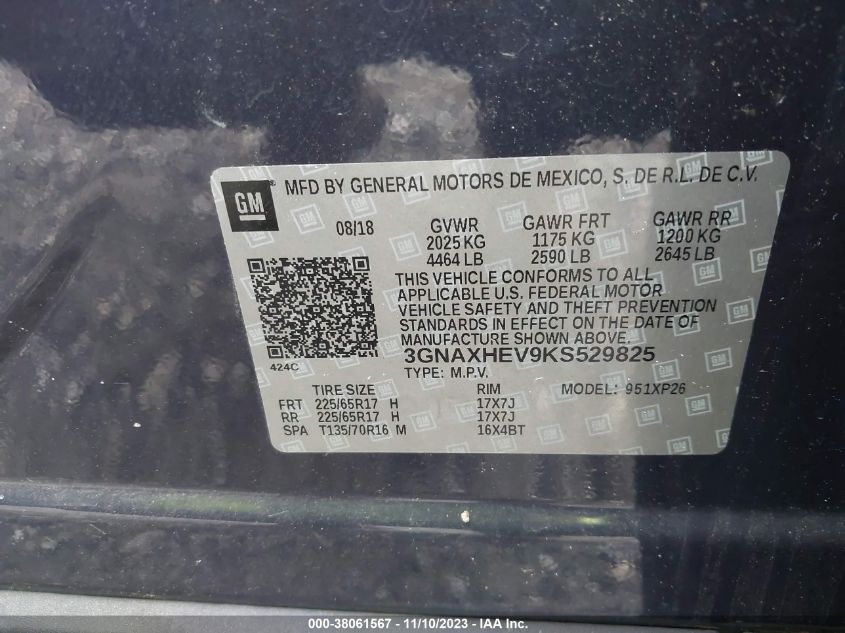 GM
MFD BY GENERAL MOTORS DE MEXICO, S. DE R.L. DE C.V.
08/18 GVWR GAWR FRT GAWR RR
2025 KG 1175 KG 1200 KG
4464 LB 2590 LB 2645 LB
THIS VEHICLE CONFORMS TO ALL
APPLICABLE U.S. FEDERAL MOTOR
VEHICLE SAFETY AND THEFT PREVENTION
STANDARDS IN EFFECT ON THE DATE OF
MANUFACTURE SHOWN ABOVE.
3GNAXHEV9KS529825
424C
TYPE: M.P.V.
TIRE SIZE RIM MODEL: 951XP26
FRT 225/65R17 H 17X7J
RR 225/65R17 H 17X7J
SPA T135/70R16 M 16X4BT
000-38061567 — 11/10/2023 - IAA Inc.